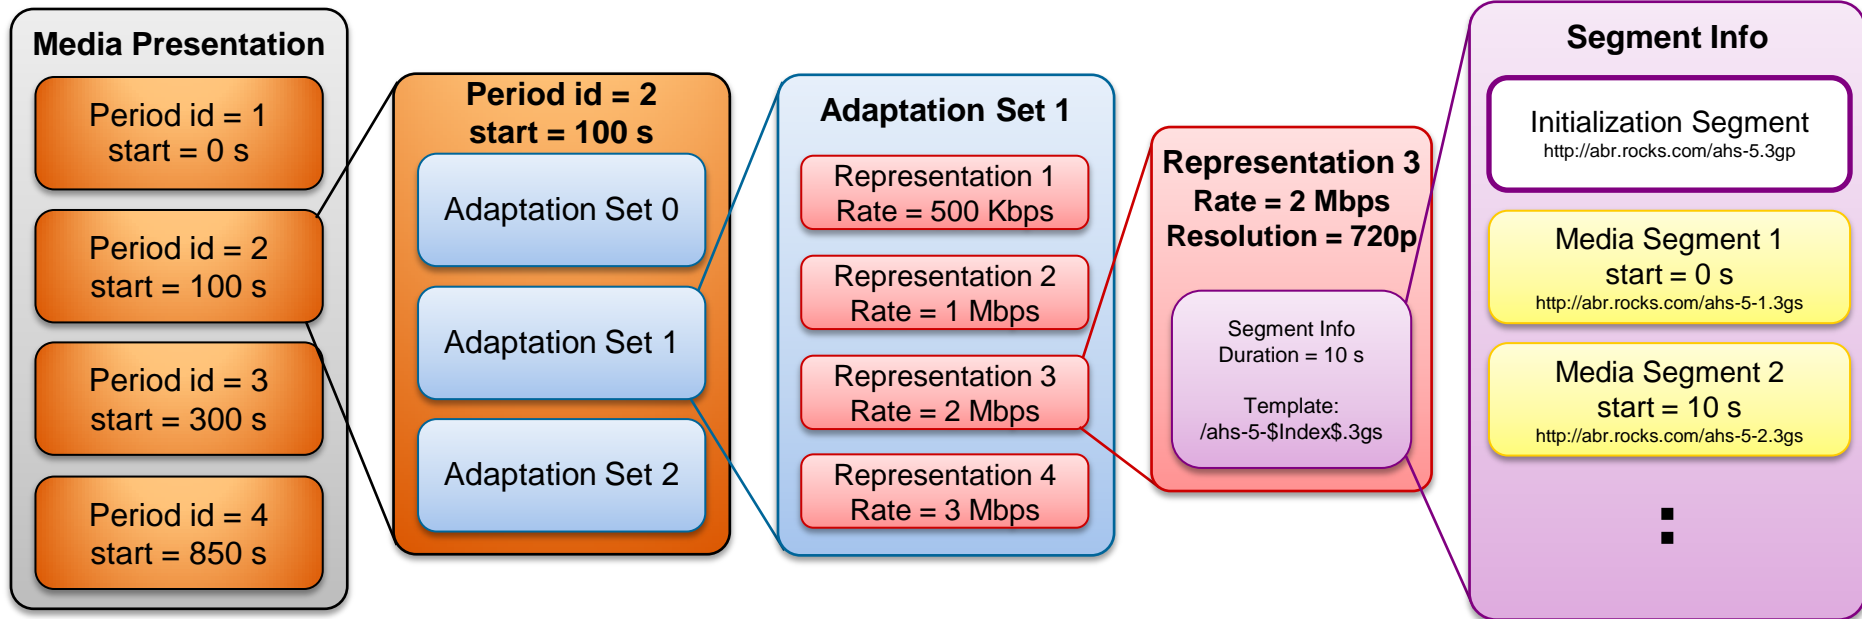 Media Presentation
Period id = 1
start = 0 s
Period id = 2
start = 100 s
Period id = 3
start = 300 s
Period id = 4
start = 850 s
Period id = 2
start = 100 s
Adaptation Set 0
Adaptation Set 1
Adaptation Set 2
Adaptation Set 1
Representation 1
Rate = 500 Kbps
Representation 2
Rate = 1 Mbps
Representation 3
Rate = 2 Mbps
Representation 4
Rate = 3 Mbps
Representation 3
Rate = 2 Mbps
Resolution = 720p
Segment Info
Duration = 10 s
Template:
/ahs-5-$Index$.3gs
Segment Info
Initialization Segment
http://abr.rocks.com/ahs-5.3gp
Media Segment 1
start = 0 s
http://abr.rocks.com/ahs-5-1.3gs
Media Segment 2
start = 10 s
http://abr.rocks.com/ahs-5-2.3gs
: